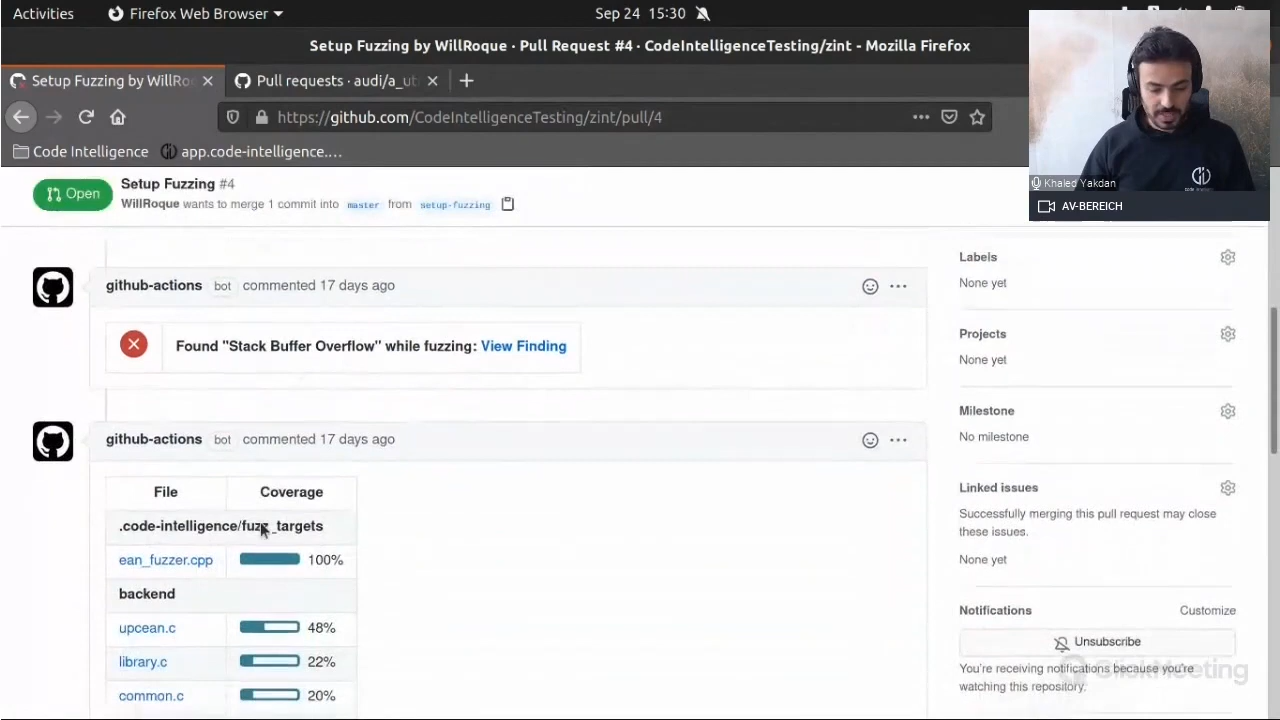 Activities Firefox Web Browser Sep 24 15:30
Setup Fuzzing by WillRoque · Pull Request #4 · CodeIntelligenceTesting/zint - Mozilla Firefox
Setup Fuzzing by WillRo Pull requests · audi/a_ut
https://github.com/CodeIntelligenceTesting/zint/pull/4
Code Intelligence app.code-intelligence....
Khaled Yakdan
AV-BEREICH
Open
Setup Fuzzing #4
WillRoque wants to merge 1 commit into master from setup-fuzzing
github-actions bot commented 17 days ago
Found "Stack Buffer Overflow" while fuzzing: View Finding
github-actions bot commented 17 days ago
File Coverage
.code-intelligence/fuzz_targets
ean_fuzzer.cpp 100%
backend
upcean.c 48%
library.c 22%
common.c 20%
Labels
None yet
Projects
None yet
Milestone
No milestone
Linked issues
Successfully merging this pull request may close
these issues.
None yet
Notifications Customize
Unsubscribe
You're receiving notifications because you're
watching this repository.
ClickMeeting